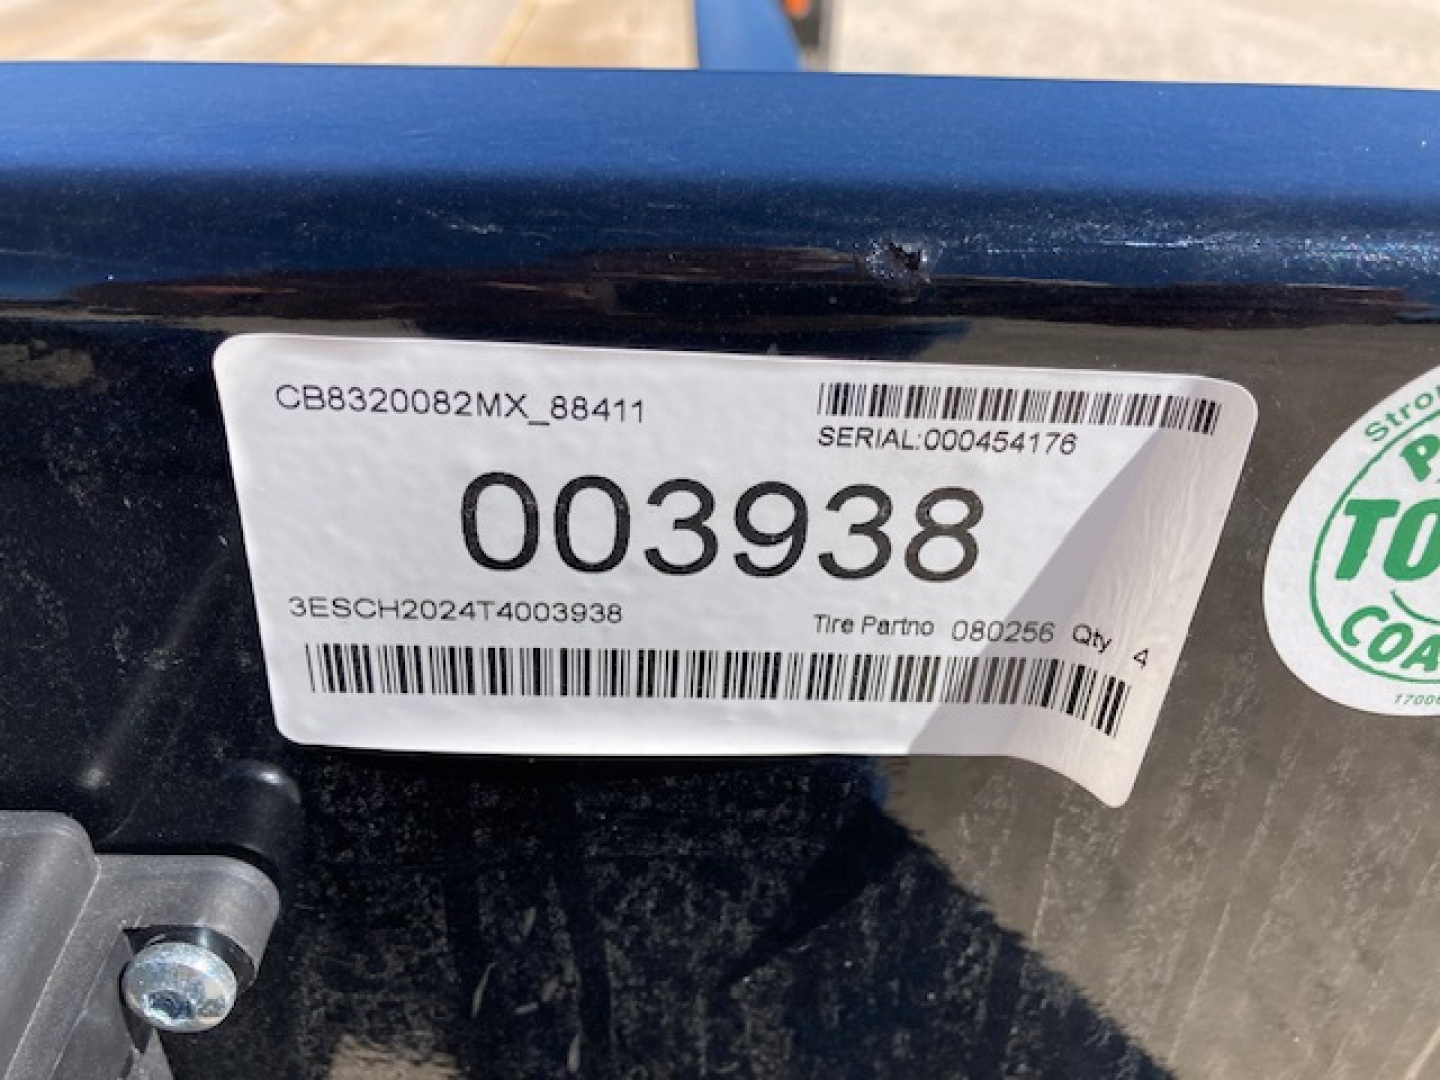 CB8320082MX_88411
SERIAL:000454176
003938
3ESCH2024T4003938
Tire Partno 080256 Qty 4
TO
COA